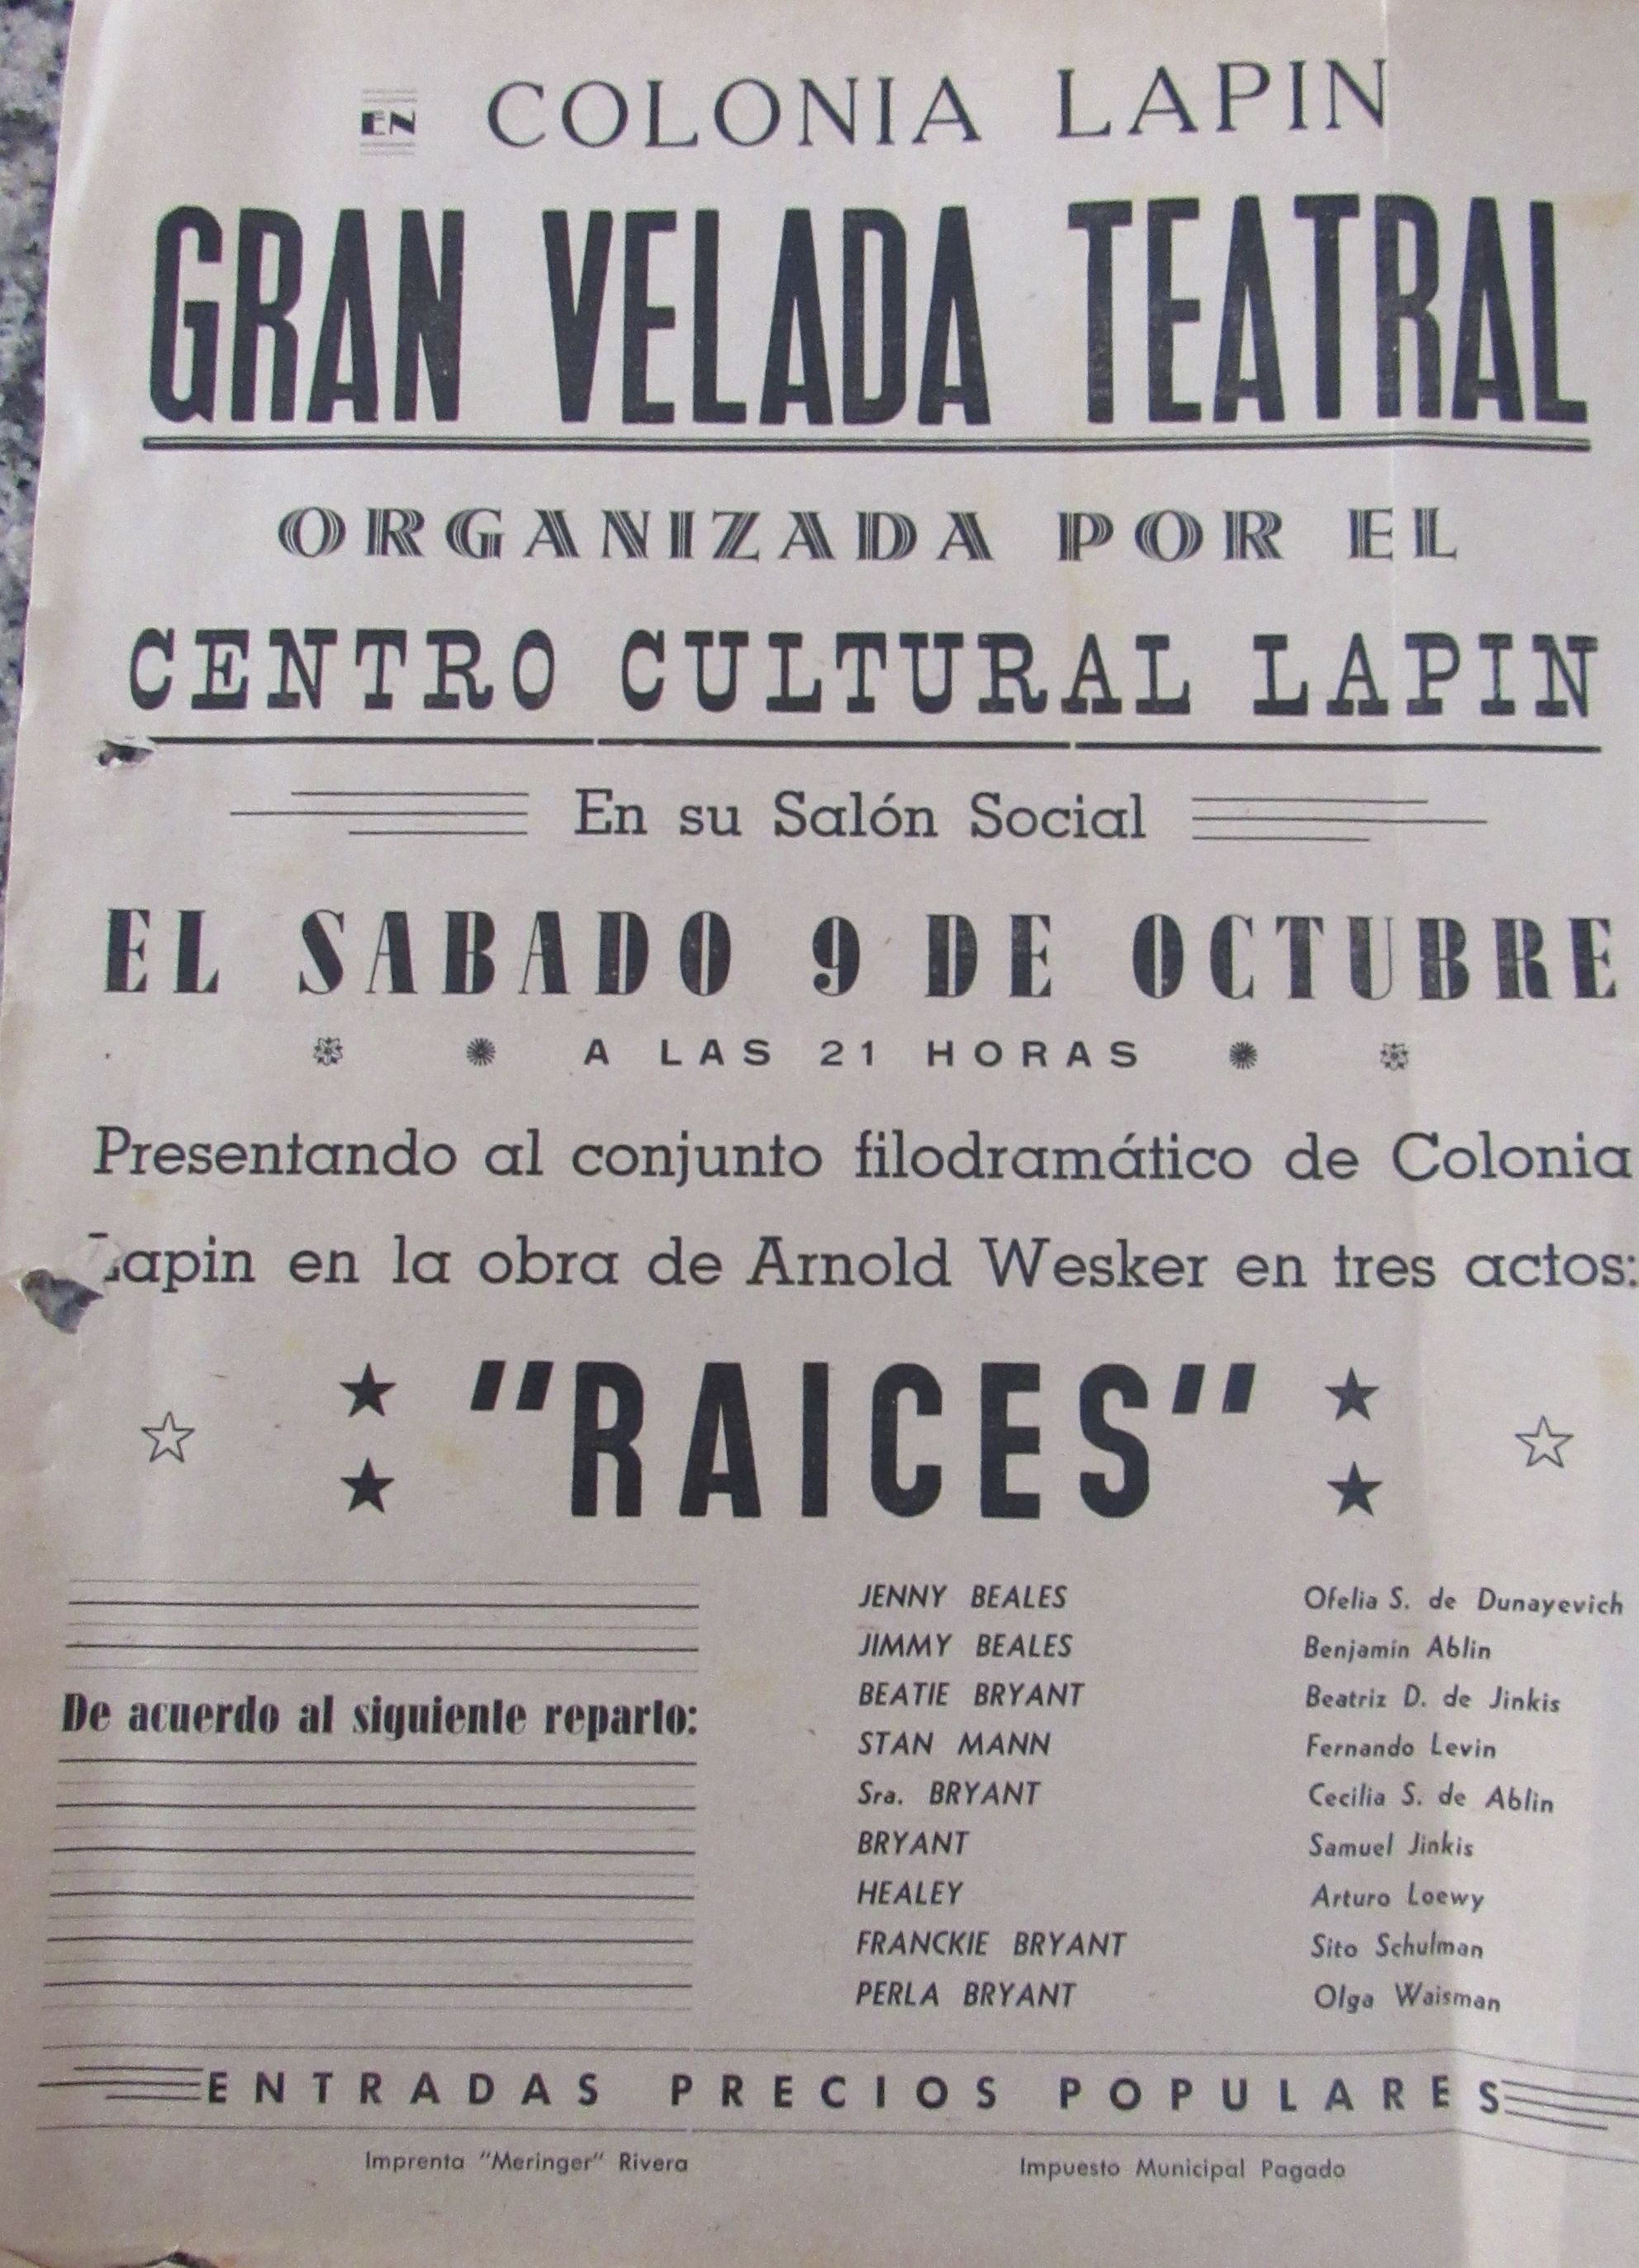 EN COLONIA LAPIN
GRAN VELADA TEATRAL
ORGANIZADA POR EL
CENTRO CULTURAL LAPIN
En su Salón Social
EL SABADO 9 DE OCTUBRE
A LAS 21 HORAS
Presentando al conjunto filodramático de Colonia
Lapin en la obra de Arnold Wesker en tres actos:
"RAICES"
De acuerdo al siguiente reparto:
JENNY BEALES Ofelia S. de Dunayevich
JIMMY BEALES Benjamín Ablin
BEATIE BRYANT Beatriz D. de Jinkis
STAN MANN Fernando Levin
Sra. BRYANT Cecilia S. de Ablin
BRYANT Samuel Jinkis
HEALEY Arturo Loewy
FRANCKIE BRYANT Sito Schulman
PERLA BRYANT Olga Waisman
ENTRADAS PRECIOS POPULARES
Imprenta "Meringer" Rivera Impuesto Municipal Pagado